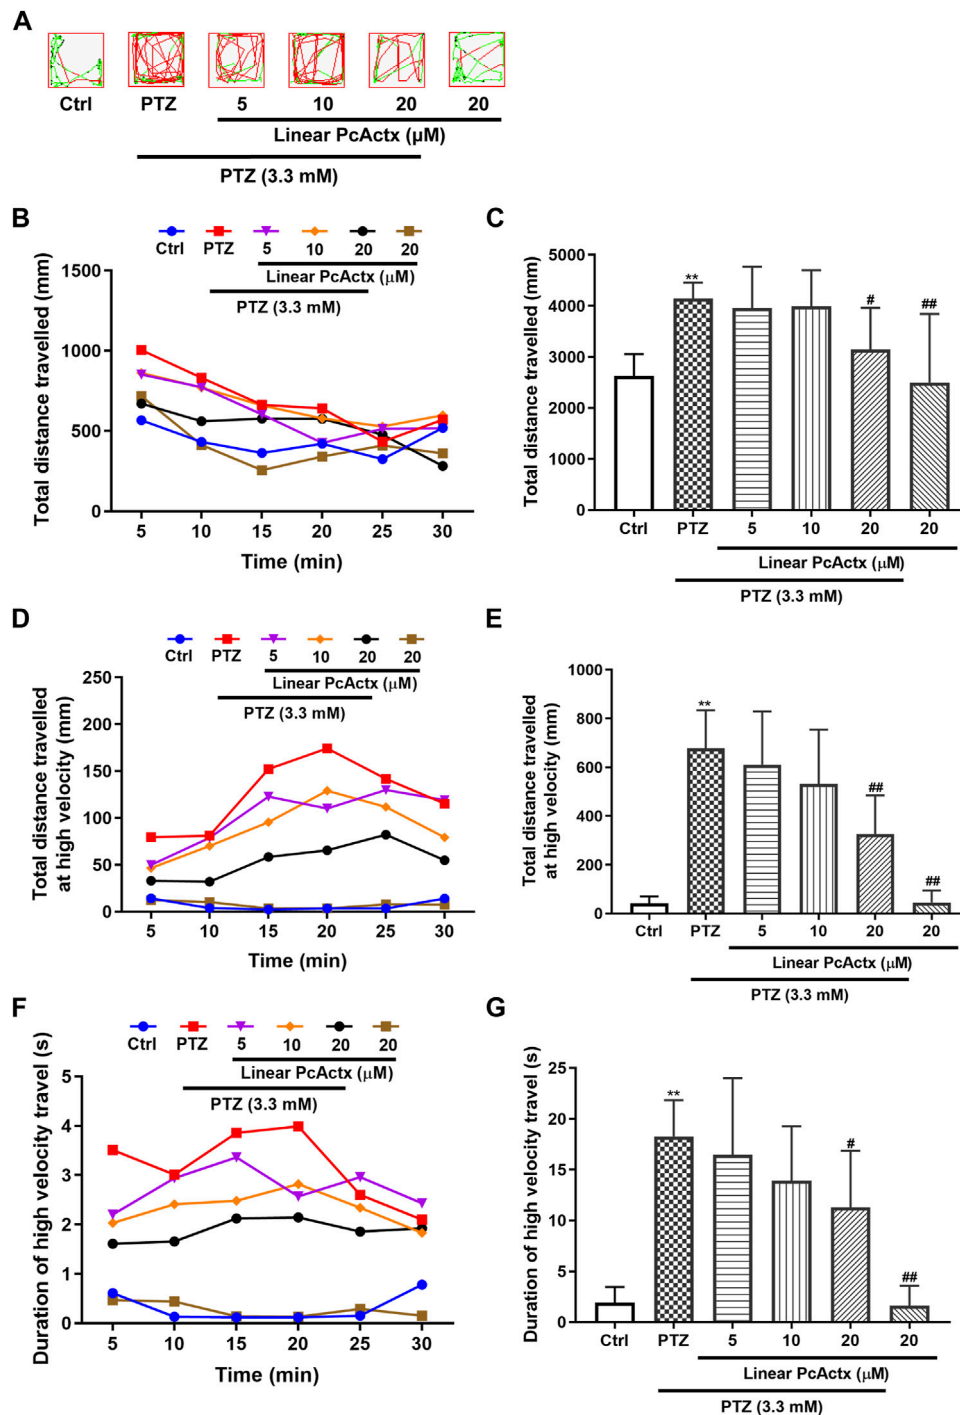 A
Ctrl PTZ 5 10 20 20
Linear PcActx (μM)
PTZ (3.3 mM)
B
Ctrl PTZ 5 10 20 20
Linear PcActx (μM)
PTZ (3.3 mM)
Total distance travelled (mm)
1500
1000
500
0
5 10 15 20 25 30
Time (min)
C
Total distance travelled (mm)
5000
4000
3000
2000
1000
0
** # ##
Ctrl PTZ 5 10 20 20
Linear PcActx (μM)
PTZ (3.3 mM)
D
Ctrl PTZ 5 10 20 20
Linear PcActx (μM)
PTZ (3.3 mM)
Total distance travelled
at high velocity (mm)
250
200
150
100
50
0
5 10 15 20 25 30
Time (min)
E
Total distance travelled
at high velocity (mm)
1000
800
600
400
200
0
** ## ##
Ctrl PTZ 5 10 20 20
Linear PcActx (μM)
PTZ (3.3 mM)
F
Ctrl PTZ 5 10 20 20
Linear PcActx (μM)
PTZ (3.3 mM)
Duration of high velocity travel (s)
5
4
3
2
1
0
5 10 15 20 25 30
Time (min)
G
Duration of high velocity travel (s)
25
20
15
10
5
0
** # ##
Ctrl PTZ 5 10 20 20
Linear PcActx (μM)
PTZ (3.3 mM)